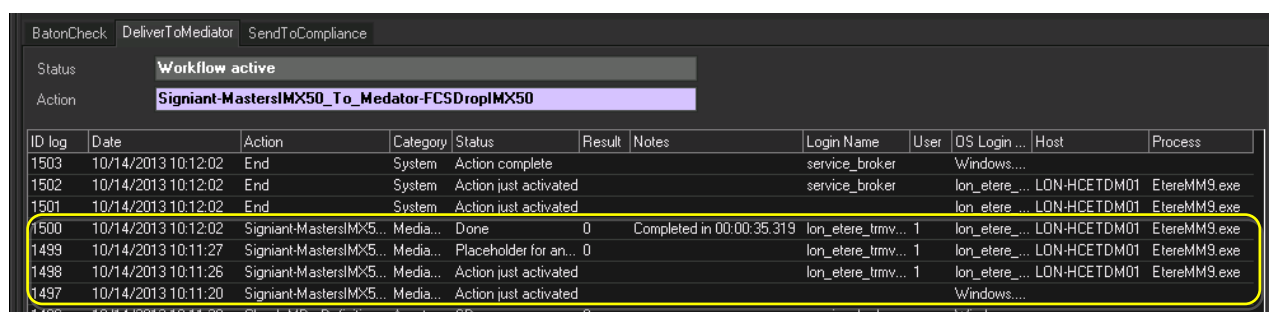 BatonCheck DeliverToMediator SendToCompliance
Status Workflow active
Action Signiant-MastersIMX50_To_Medator-FCSDropIMX50
ID log Date Action Category Status Result Notes Login Name User OS Login ... Host Process
1503 10/14/2013 10:12:02 End System Action complete service_broker Windows....
1502 10/14/2013 10:12:02 End System Action just activated service_broker lon_etere_... LON-HCETDM01 EtereMM9.exe
1501 10/14/2013 10:12:02 End System Action just activated lon_etere_... LON-HCETDM01 EtereMM9.exe
1500 10/14/2013 10:12:02 Signiant-MastersIMX5... Media... Done 0 Completed in 00:00:35.319 lon_etere_trmv... 1 lon_etere_... LON-HCETDM01 EtereMM9.exe
1499 10/14/2013 10:11:27 Signiant-MastersIMX5... Media... Placeholder for an... 0 lon_etere_trmv... 1 lon_etere_... LON-HCETDM01 EtereMM9.exe
1498 10/14/2013 10:11:26 Signiant-MastersIMX5... Media... Action just activated lon_etere_trmv... 1 lon_etere_... LON-HCETDM01 EtereMM9.exe
1497 10/14/2013 10:11:20 Signiant-MastersIMX5... Media... Action just activated Windows....